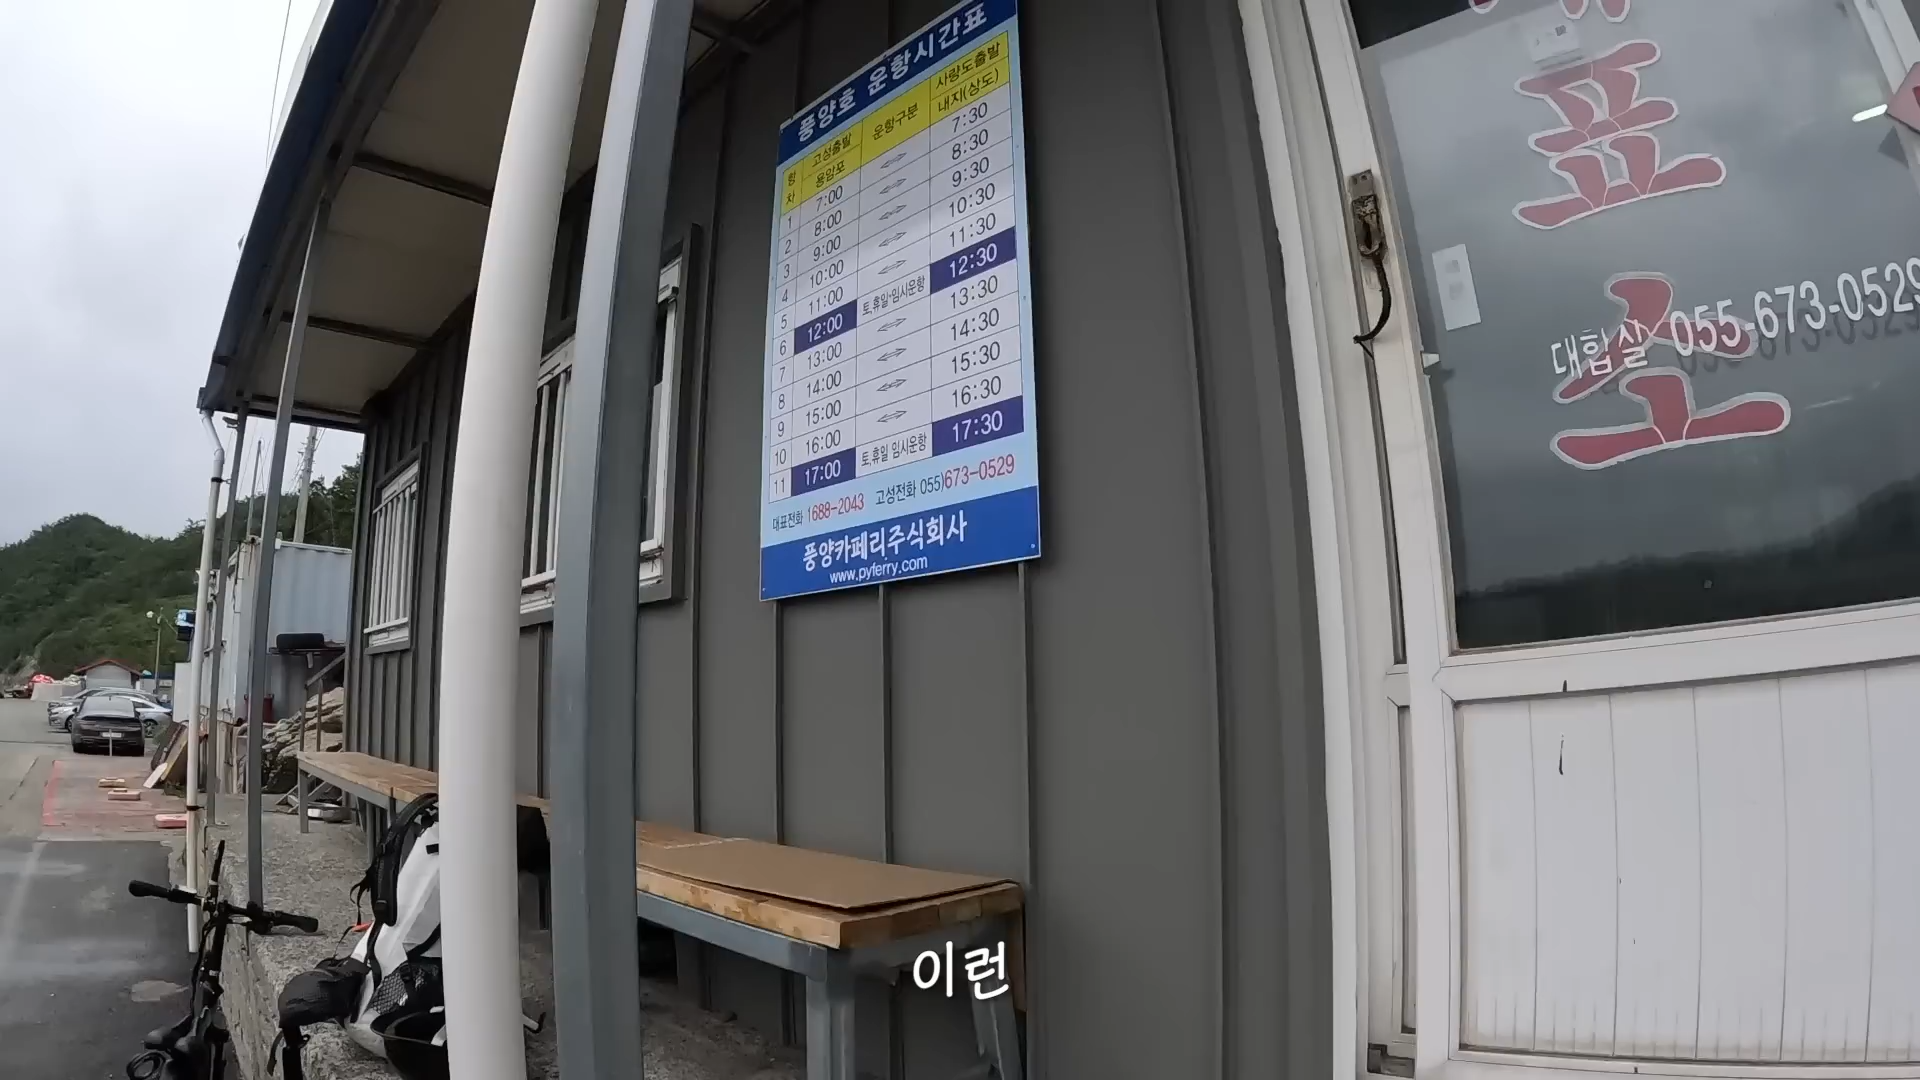 풍양호 운항시간표
항차 고성출발 용암포 운항구분 사량도출발 내지(상도)
1 7:00 ⇔ 7:30
2 8:00 ⇔ 8:30
3 9:00 ⇔ 9:30
4 10:00 ⇔ 10:30
5 11:00 ⇔ 11:30
6 12:00 토,휴일·임시운항 12:30
7 13:00 ⇔ 13:30
8 14:00 ⇔ 14:30
9 15:00 ⇔ 15:30
10 16:00 ⇔ 16:30
11 17:00 토,휴일 임시운항 17:30
대표전화 1688-2043 고성전화 055)673-0529
풍양카페리주식회사
www.pyferry.com
표
소
대합실 055-673-0529
이런